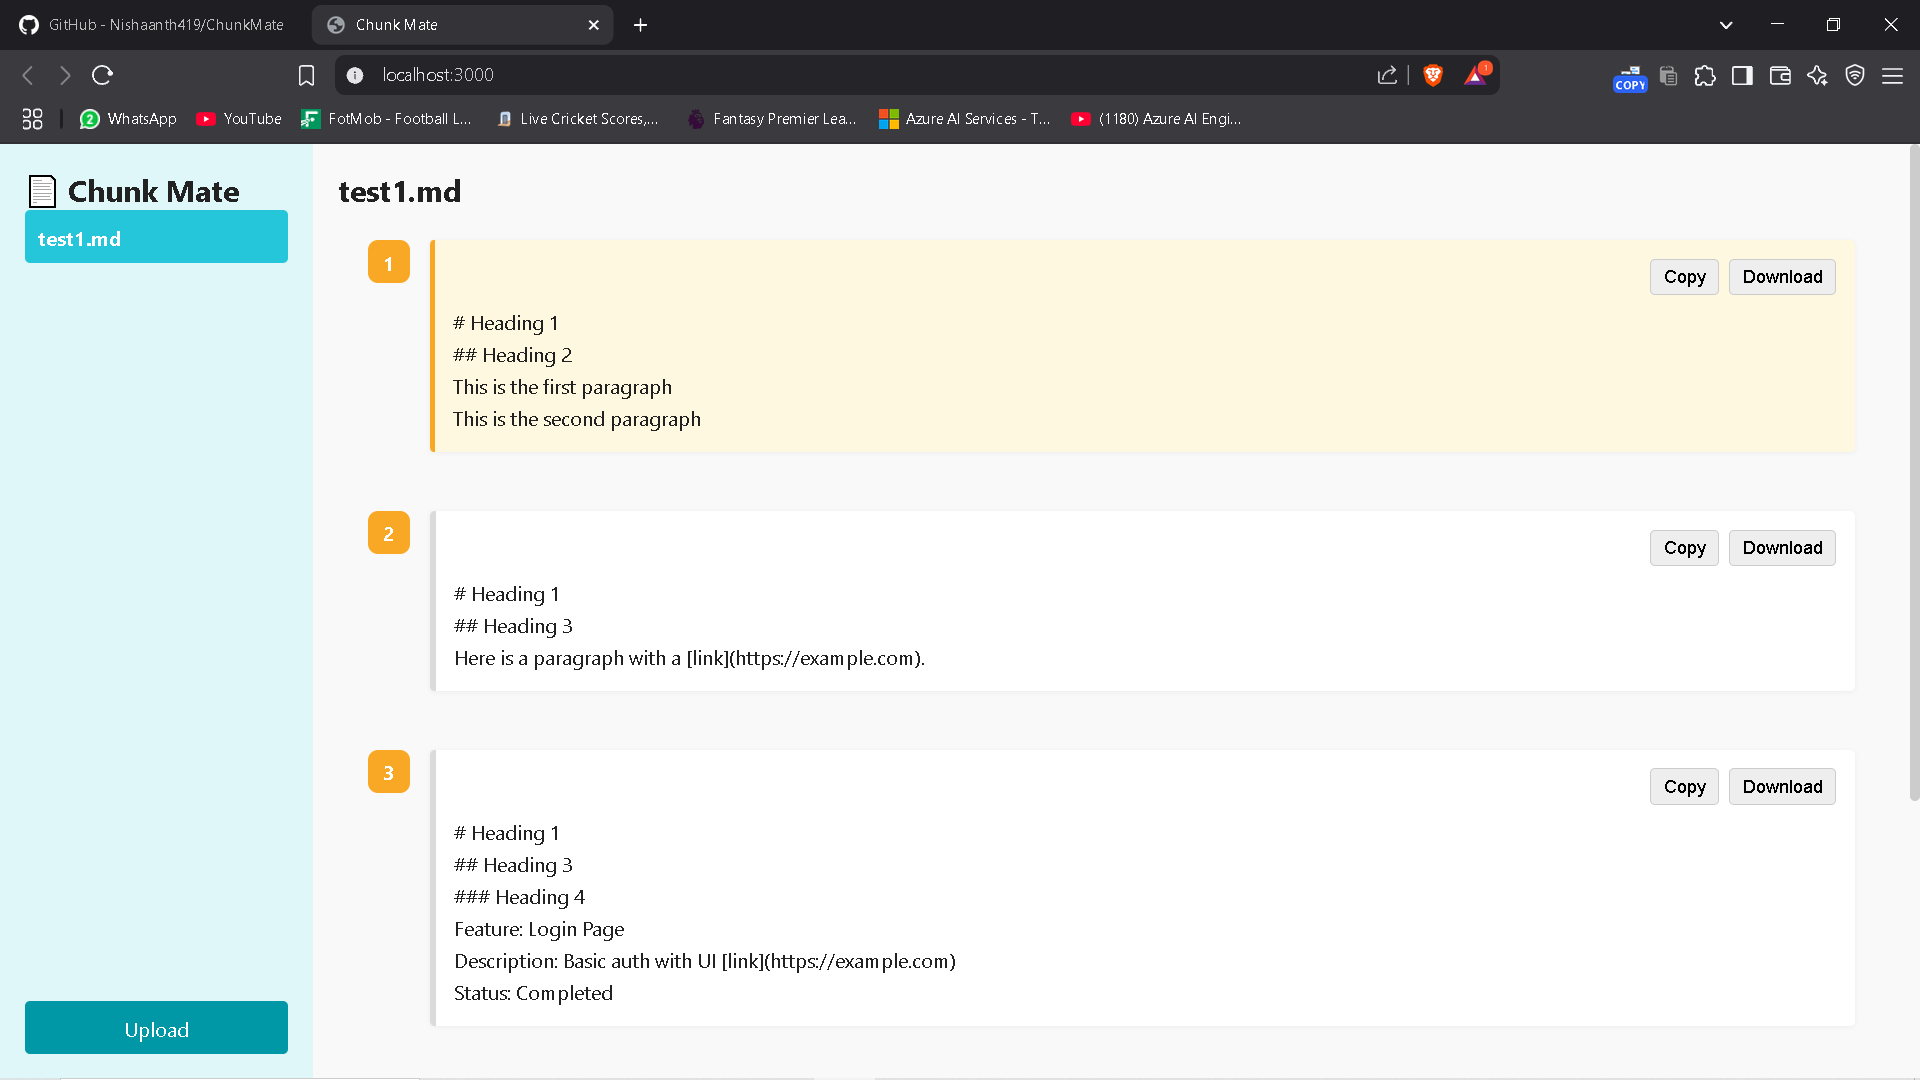 GitHub - Nishaanth419/ChunkMate
Chunk Mate
localhost:3000
1
COPY
2
WhatsApp
YouTube
FotMob - Football L...
Live Cricket Scores,...
Fantasy Premier Lea...
Azure AI Services - T...
(1180) Azure AI Engi...
Chunk Mate
test1.md
Upload
test1.md
1
Copy
Download
# Heading 1
## Heading 2
This is the first paragraph
This is the second paragraph
2
Copy
Download
# Heading 1
## Heading 3
Here is a paragraph with a [link](https://example.com).
3
Copy
Download
# Heading 1
## Heading 3
### Heading 4
Feature: Login Page
Description: Basic auth with UI [link](https://example.com)
Status: Completed